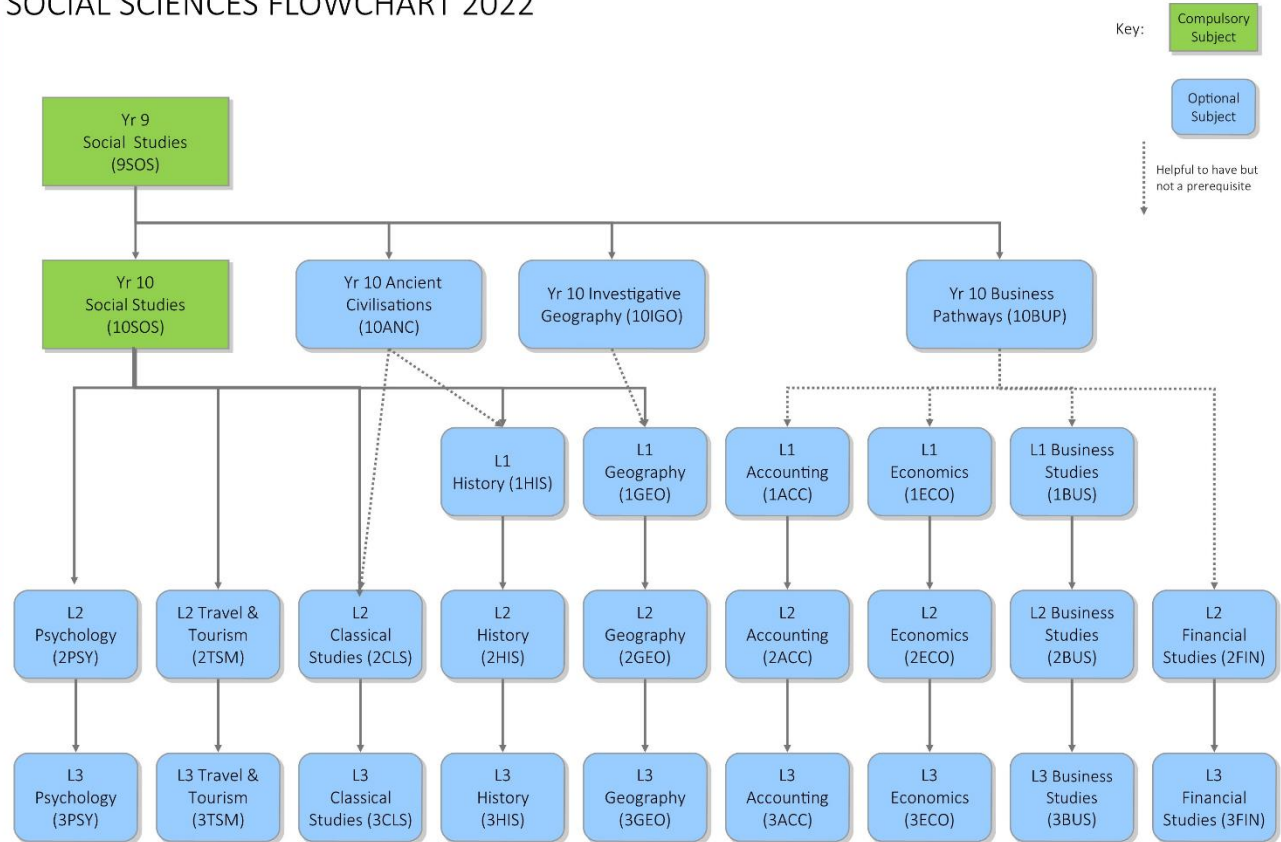 SOCIAL SCIENCES FLOWCHART 2022
Key:
Compulsory
Subject
Optional
Subject
Helpful to have but
not a prerequisite
Yr 9
Social Studies
(9SOS)
Yr 10
Social Studies
(10SOS)
Yr 10 Ancient
Civilisations
(10ANC)
Yr 10 Investigative
Geography (10IGO)
Yr 10 Business
Pathways (10BUP)
L1
History (1HIS)
L1
Geography
(1GEO)
L1
Accounting
(1ACC)
L1
Economics
(1ECO)
L1 Business
Studies
(1BUS)
L2
Psychology
(2PSY)
L2 Travel &
Tourism
(2TSM)
L2
Classical
Studies (2CLS)
L2
History
(2HIS)
L2
Geography
(2GEO)
L2
Accounting
(2ACC)
L2
Economics
(2ECO)
L2 Business
Studies
(2BUS)
L2
Financial
Studies (2FIN)
L3
Psychology
(3PSY)
L3 Travel &
Tourism
(3TSM)
L3
Classical
Studies (3CLS)
L3
History
(3HIS)
L3
Geography
(3GEO)
L3
Accounting
(3ACC)
L3
Economics
(3ECO)
L3 Business
Studies
(3BUS)
L3
Financial
Studies (3FIN)